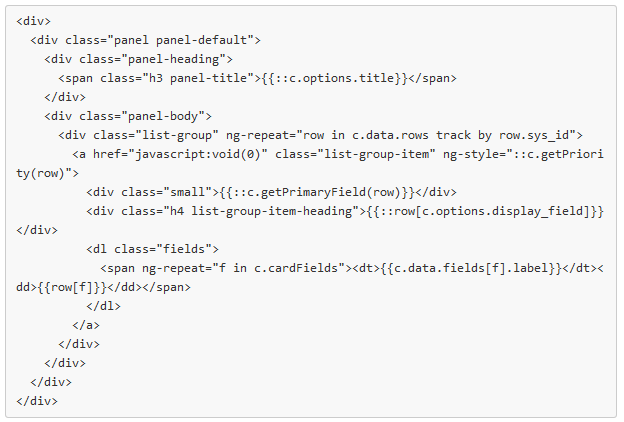 <div>
  <div class="panel panel-default">
    <div class="panel-heading">
      <span class="h3 panel-title">{{::c.options.title}}</span>
    </div>
    <div class="panel-body">
      <div class="list-group" ng-repeat="row in c.data.rows track by row.sys_id">
        <a href="javascript:void(0)" class="list-group-item" ng-style="::c.getPriori
ty(row)">
          <div class="small">{{::c.getPrimaryField(row)}}</div>
          <div class="h4 list-group-item-heading">{{::row[c.options.display_field]}}
</div>
          <dl class="fields">
            <span ng-repeat="f in c.cardFields"><dt>{{c.data.fields[f].label}}</dt><
dd>{{row[f]}}</dd></span>
          </dl>
        </a>
      </div>
    </div>
  </div>
</div>